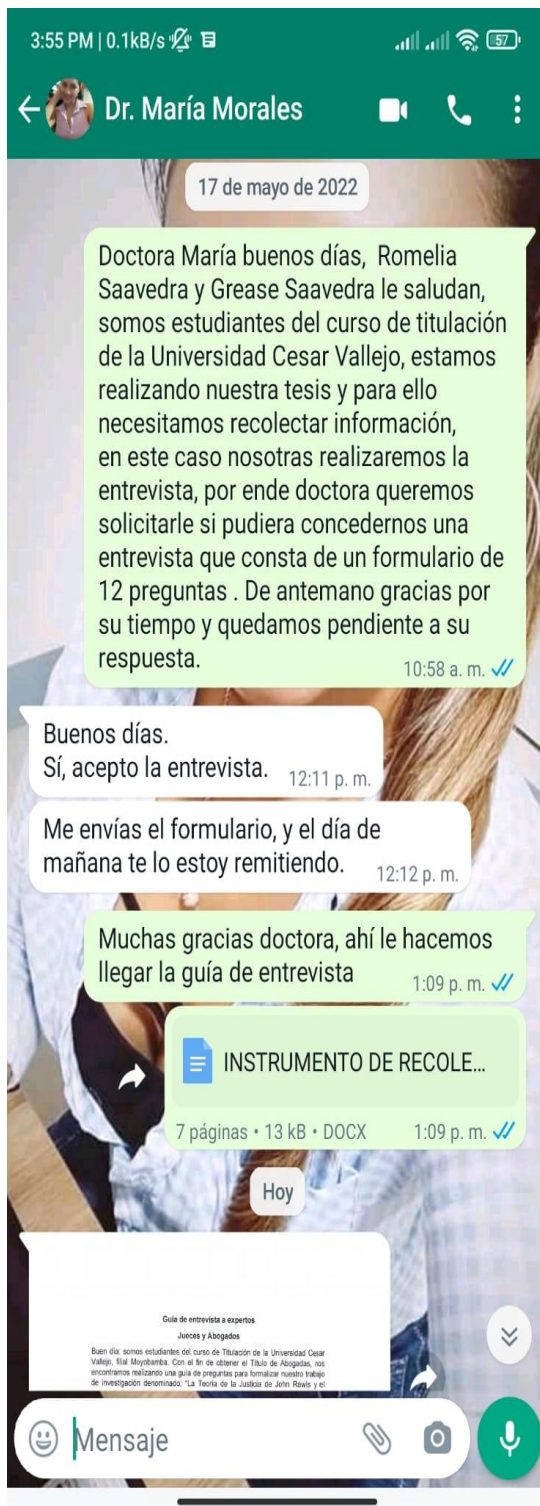 3:55 PM | 0.1kB/s
57
Dr. María Morales
17 de mayo de 2022
Doctora María buenos días, Romelia
Saavedra y Grease Saavedra le saludan,
somos estudiantes del curso de titulación
de la Universidad Cesar Vallejo, estamos
realizando nuestra tesis y para ello
necesitamos recolectar información,
en este caso nosotras realizaremos la
entrevista, por ende doctora queremos
solicitarle si pudiera concedernos una
entrevista que consta de un formulario de
12 preguntas . De antemano gracias por
su tiempo y quedamos pendiente a su
respuesta.
10:58 a. m.
Buenos días.
Sí, acepto la entrevista.
12:11 p. m.
Me envías el formulario, y el día de
mañana te lo estoy remitiendo.
12:12 p. m.
Muchas gracias doctora, ahí le hacemos
llegar la guía de entrevista
1:09 p. m.
INSTRUMENTO DE RECOLE...
7 páginas • 13 kB • DOCX
1:09 p. m.
Hoy
Guía de entrevista a expertos
Jueces y Abogados
Buen día: somos estudiantes del curso de Titulación de la Universidad Cesar
Vallejo, filial Moyobamba. Con el fin de obtener el Título de Abogadas, nos
encontramos realizando una guía de preguntas para formalizar nuestro trabajo
de investigación denominado: "La Teoría de la Justicia de John Rawls y el
Mensaje